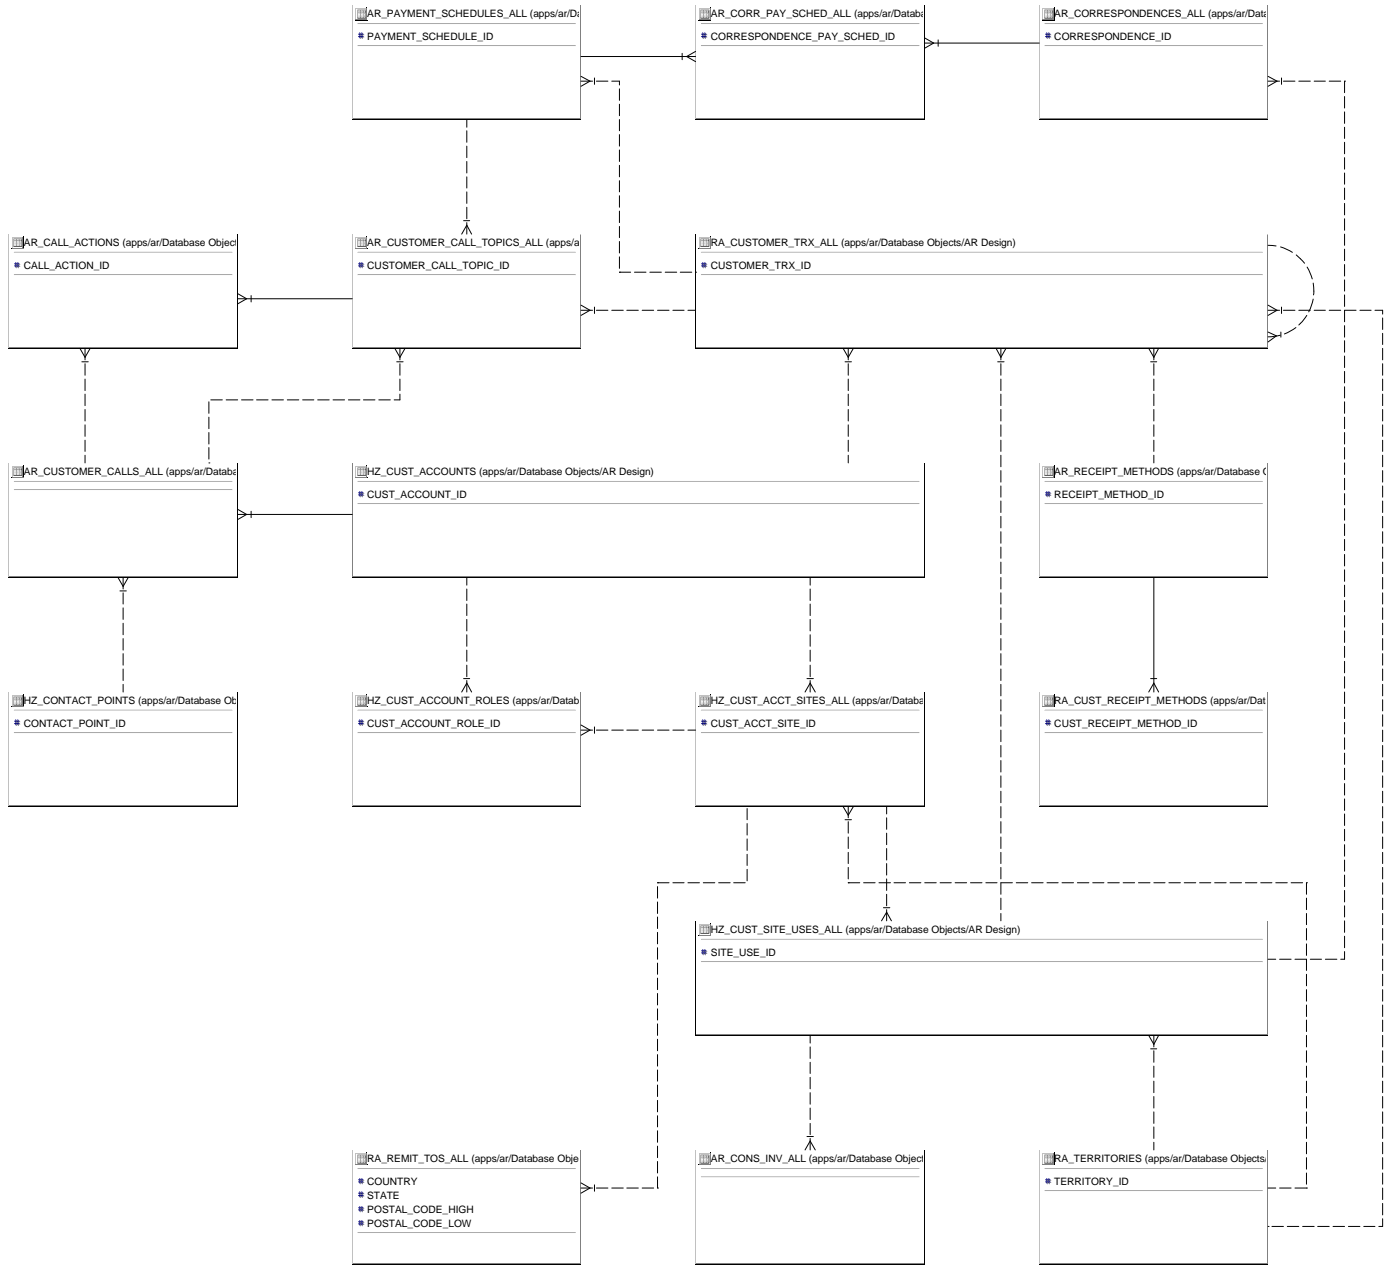 AR_PAYMENT_SCHEDULES_ALL (apps/ar/Da
# PAYMENT_SCHEDULE_ID
AR_CORR_PAY_SCHED_ALL (apps/ar/Databa
# CORRESPONDENCE_PAY_SCHED_ID
AR_CORRESPONDENCES_ALL (apps/ar/Data
# CORRESPONDENCE_ID
AR_CALL_ACTIONS (apps/ar/Database Object
# CALL_ACTION_ID
AR_CUSTOMER_CALL_TOPICS_ALL (apps/a
# CUSTOMER_CALL_TOPIC_ID
RA_CUSTOMER_TRX_ALL (apps/ar/Database Objects/AR Design)
# CUSTOMER_TRX_ID
AR_CUSTOMER_CALLS_ALL (apps/ar/Databa
HZ_CUST_ACCOUNTS (apps/ar/Database Objects/AR Design)
# CUST_ACCOUNT_ID
AR_RECEIPT_METHODS (apps/ar/Database O
# RECEIPT_METHOD_ID
HZ_CONTACT_POINTS (apps/ar/Database Ob
# CONTACT_POINT_ID
HZ_CUST_ACCOUNT_ROLES (apps/ar/Datab
# CUST_ACCOUNT_ROLE_ID
HZ_CUST_ACCT_SITES_ALL (apps/ar/Databa
# CUST_ACCT_SITE_ID
RA_CUST_RECEIPT_METHODS (apps/ar/Dat
# CUST_RECEIPT_METHOD_ID
HZ_CUST_SITE_USES_ALL (apps/ar/Database Objects/AR Design)
# SITE_USE_ID
RA_REMIT_TOS_ALL (apps/ar/Database Obje
# COUNTRY
# STATE
# POSTAL_CODE_HIGH
# POSTAL_CODE_LOW
AR_CONS_INV_ALL (apps/ar/Database Object
RA_TERRITORIES (apps/ar/Database Objects/
# TERRITORY_ID